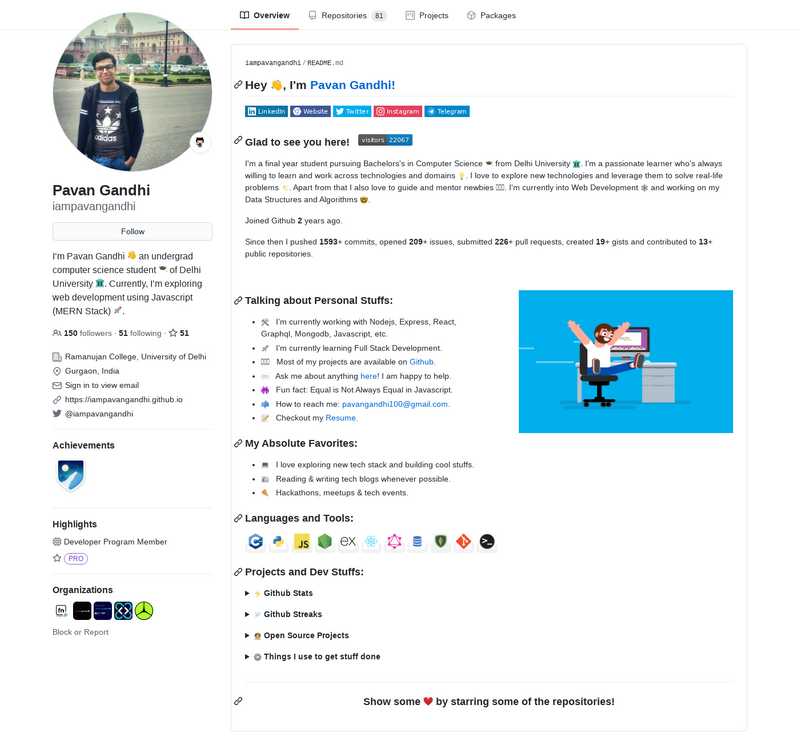 Overview
Repositories 81
Projects
Packages
adidas
Pavan Gandhi
iampavangandhi
Follow
I'm Pavan Gandhi 👋 an undergrad
computer science student 🎓 of Delhi
University 🏛. Currently, I'm exploring
web development using Javascript
(MERN Stack) 🚀.
150 followers · 51 following · 51
Ramanujan College, University of Delhi
Gurgaon, India
Sign in to view email
https://iampavangandhi.github.io
@iampavangandhi
Achievements
Highlights
Developer Program Member
PRO
Organizations
Block or Report
iampavangandhi / README.md
Hey 👋, I'm Pavan Gandhi!
LinkedIn Website Twitter Instagram Telegram
Glad to see you here! visitors 22067
I'm a final year student pursuing Bachelors's in Computer Science 🎓 from Delhi University 🏛. I'm a passionate learner who's always
willing to learn and work across technologies and domains 💡. I love to explore new technologies and leverage them to solve real-life
problems ✨. Apart from that I also love to guide and mentor newbies. I'm currently into Web Development 🕸 and working on my
Data Structures and Algorithms 🤓.
Joined Github 2 years ago.
Since then I pushed 1593+ commits, opened 209+ issues, submitted 226+ pull requests, created 19+ gists and contributed to 13+
public repositories.
Talking about Personal Stuffs:
I'm currently working with Nodejs, Express, React,
Graphql, Mongodb, Javascript, etc.
I'm currently learning Full Stack Development.
Most of my projects are available on Github.
Ask me about anything here! I am happy to help.
Fun fact: Equal is Not Always Equal in Javascript.
How to reach me: pavangandhi100@gmail.com.
Checkout my Resume.
My Absolute Favorites:
I love exploring new tech stack and building cool stuffs.
Reading & writing tech blogs whenever possible.
Hackathons, meetups & tech events.
Languages and Tools:
JS
ex
Projects and Dev Stuffs:
⚡ Github Stats
Github Streaks
Open Source Projects
⚙ Things I use to get stuff done
Show some ❤ by starring some of the repositories!